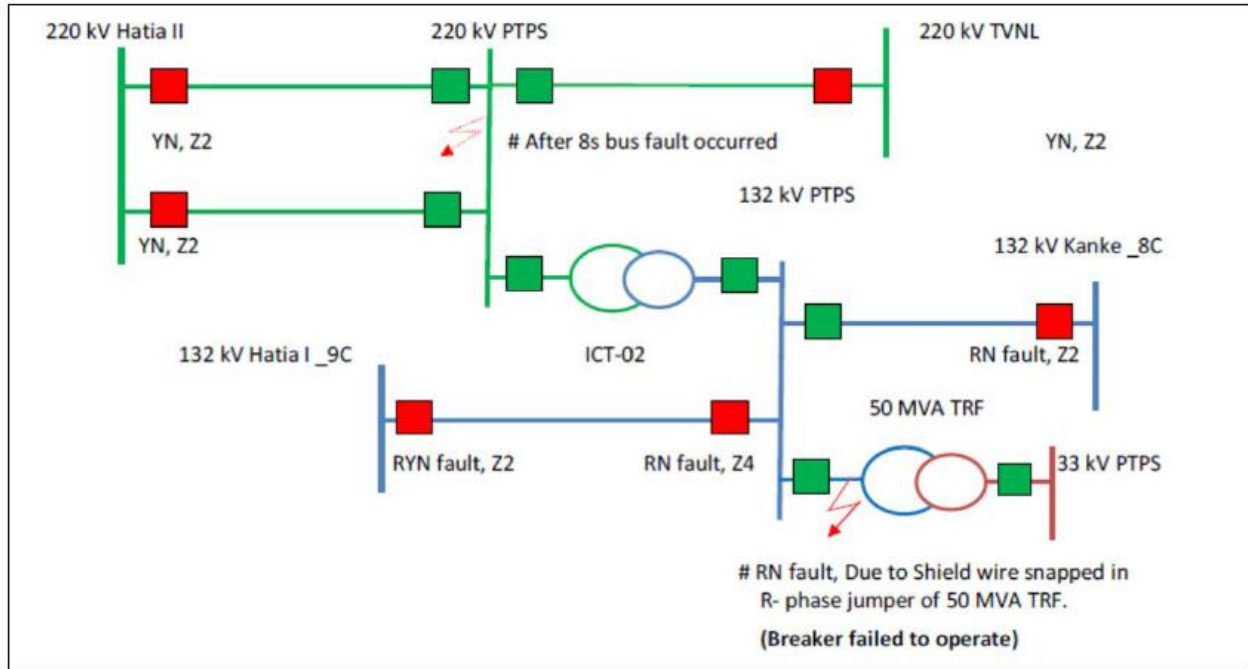 220 kV Hatia II
220 kV PTPS
220 kV TVNL
YN, Z2
# After 8s bus fault occurred
YN, Z2
132 kV PTPS
YN, Z2
132 kV Kanke _8C
132 kV Hatia I _9C
ICT-02
RN fault, Z2
50 MVA TRF
RYN fault, Z2
RN fault, Z4
33 kV PTPS
# RN fault, Due to Shield wire snapped in
R- phase jumper of 50 MVA TRF.
(Breaker failed to operate)